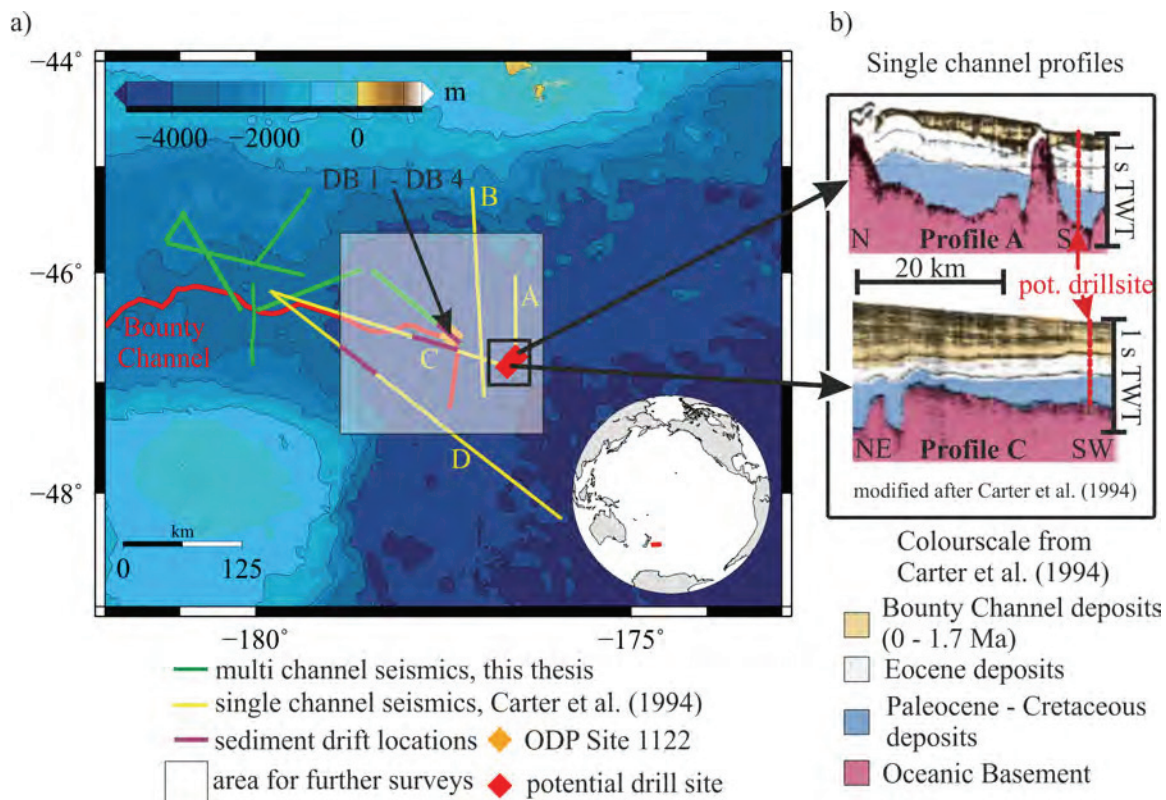 a)
−44˚
−46˚
−48˚
m
−4000 −2000 0
DB 1 - DB 4
B
A
C
D
Bounty
Channel
km
0 125
−180˚ −175˚
multi channel seismics, this thesis
single channel seismics, Carter et al. (1994)
sediment drift locations
ODP Site 1122
area for further surveys
potential drill site
b)
Single channel profiles
1 s TWT
N Profile A S
20 km
pot. drillsite
1 s TWT
NE Profile C SW
modified after Carter et al. (1994)
Colourscale from
Carter et al. (1994)
Bounty Channel deposits
(0 - 1.7 Ma)
Eocene deposits
Paleocene - Cretaceous
deposits
Oceanic Basement